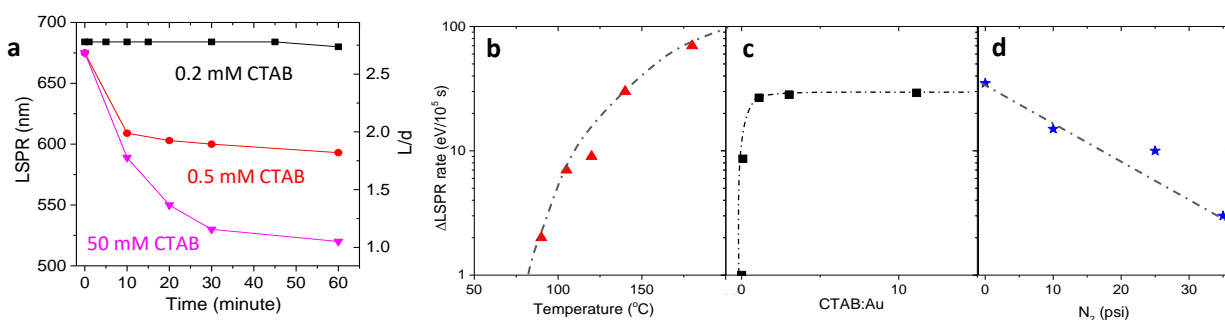 a
LSPR (nm)
700
650
600
550
500
0.2 mM CTAB
0.5 mM CTAB
50 mM CTAB
0 10 20 30 40 50 60
Time (minute)
2.5
2.0
1.5
1.0
L/d
b
ΔLSPR rate (eV/10⁵ s)
100
10
1
50 100 150
Temperature (°C)
c
0 10
CTAB:Au
d
0 10 20 30
N₂ (psi)